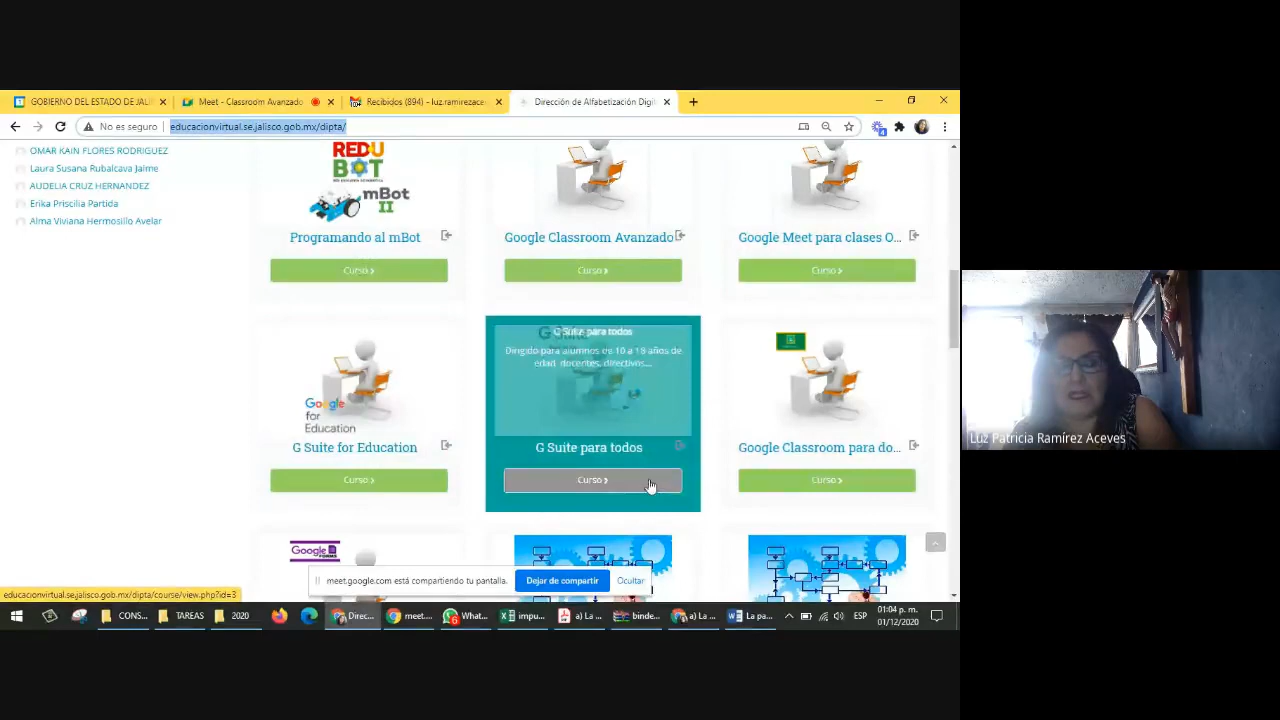 GOBIERNO DEL ESTADO DE JALI
Meet - Classroom Avanzado
Recibidos (894) - luz.ramirezace
Dirección de Alfabetización Digi
No es seguro
educacionvirtual.se.jalisco.gob.mx/dipta/
OMAR KAIN FLORES RODRIGUEZ
Laura Susana Rubalcava Jaime
AUDELIA CRUZ HERNANDEZ
Erika Priscilia Partida
Alma Viviana Hermosillo Avelar
REDU
BOT
mBot
II
Programando al mBot
Curso
Google Classroom Avanzado
Curso
Google Meet para clases O...
Curso
Google
for
Education
G Suite for Education
Curso
G Suite para todos
Dirigido para alumnos de 10 a 18 años de
edad, docentes, directivos...
G Suite para todos
Curso
Google Classroom para do...
Curso
Google FORMS
meet.google.com está compartiendo tu pantalla.
Dejar de compartir
Ocultar
educacionvirtual.se.jalisco.gob.mx/dipta/course/view.php?id=3
CONS...
TAREAS
2020
Direc...
meet....
What...
impu...
a) La ...
binde...
a) La ...
La pa...
ESP
01:04 p. m.
01/12/2020
Luz Patricia Ramírez Aceves